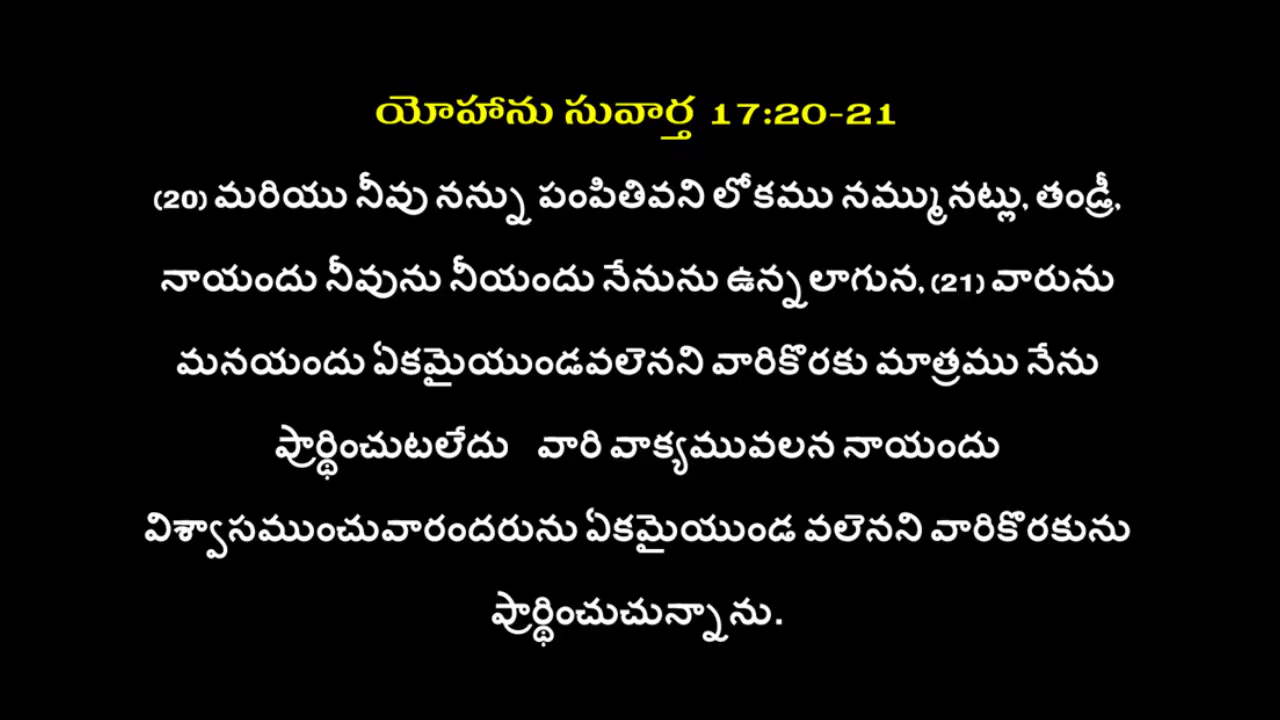 యోహాను సువార్త 17:20-21
(20) మరియు నీవు నన్ను పంపితివని లోకము నమ్మునట్లు, తండ్రీ,
నాయందు నీవును నీయందు నేనును ఉన్నలాగున, (21) వారును
మనయందు ఏకమైయుండవలెనని వారికొరకు మాత్రము నేను
ప్రార్థించుటలేదు వారి వాక్యమువలన నాయందు
విశ్వాసముంచువారందరును ఏకమైయుండ వలెనని వారికొరకును
ప్రార్థించుచున్నాను.